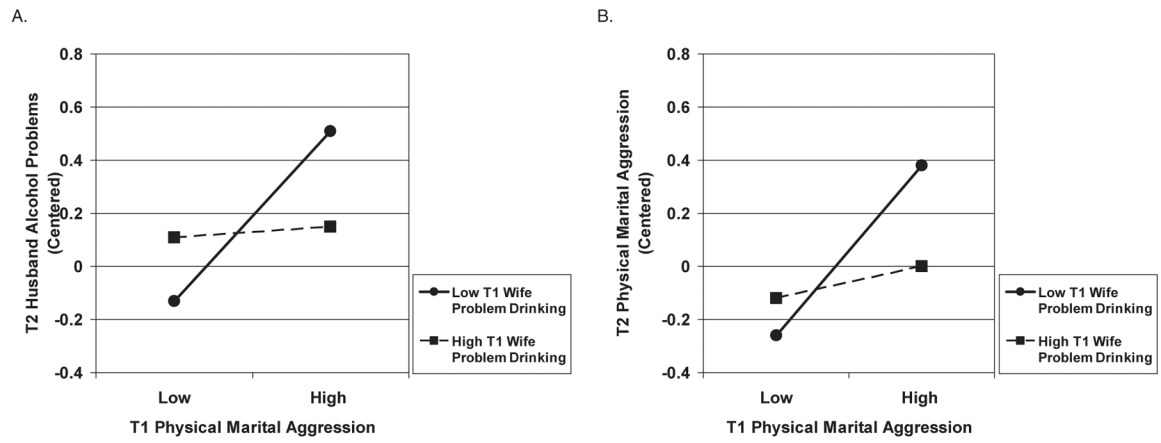 A.
T2 Husband Alcohol Problems
(Centered)
0.8
0.6
0.4
0.2
0
-0.2
-0.4
Low
High
T1 Physical Marital Aggression
Low T1 Wife
Problem Drinking
High T1 Wife
Problem Drinking
B.
T2 Physical Marital Aggression
(Centered)
0.8
0.6
0.4
0.2
0
-0.2
-0.4
Low
High
T1 Physical Marital Aggression
Low T1 Wife
Problem Drinking
High T1 Wife
Problem Drinking